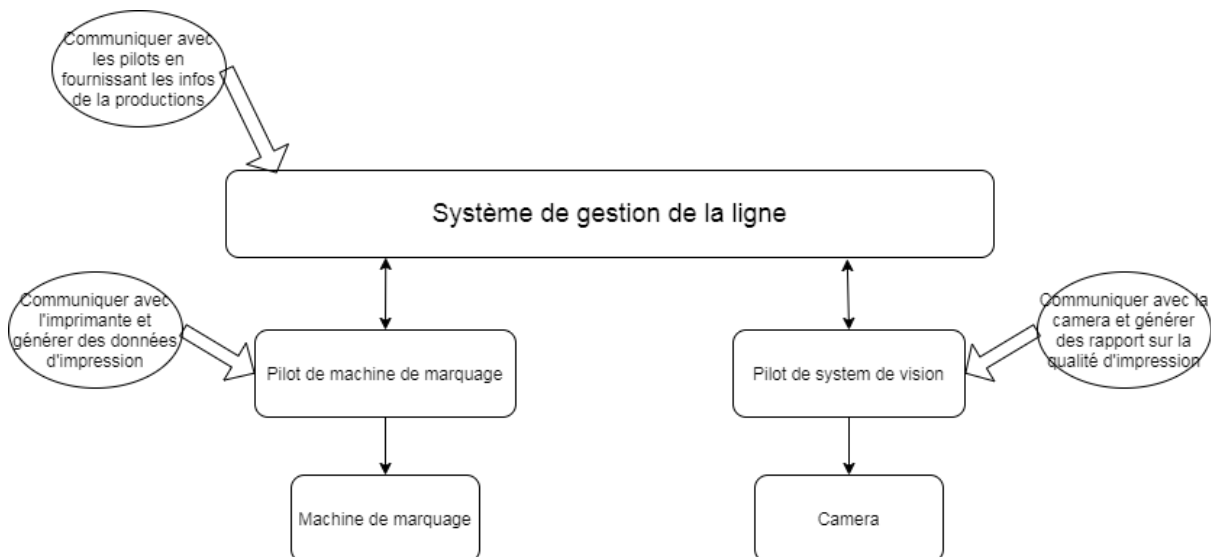 Communiquer avec
les pilots en
fournissant les infos
de la productions
Système de gestion de la ligne
Communiquer avec
l'imprimante et
générer des données
d'impression
Pilot de machine de marquage
Pilot de system de vision
Communiquer avec la
camera et générer
des rapport sur la
qualité d'impression
Machine de marquage
Camera